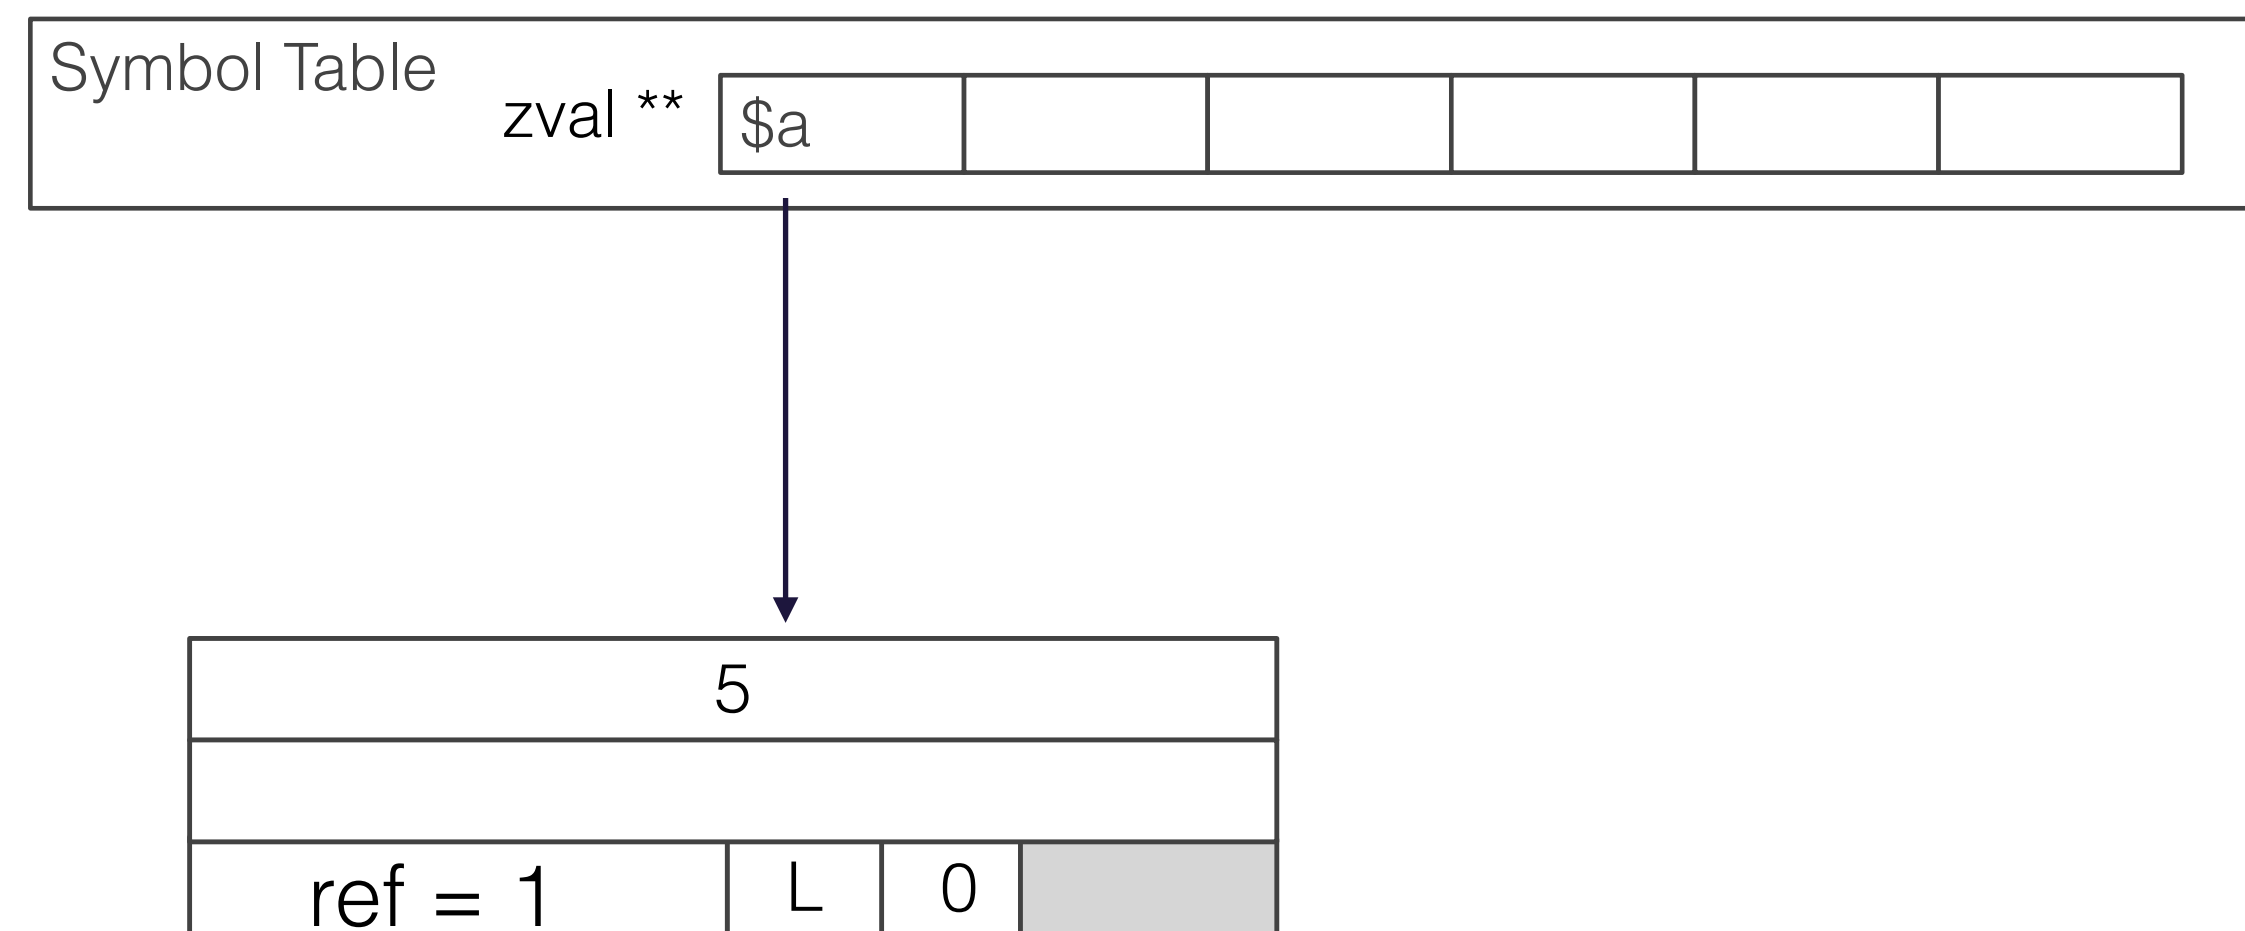 Symbol Table
zval **
$a
5
ref = 1
L
0